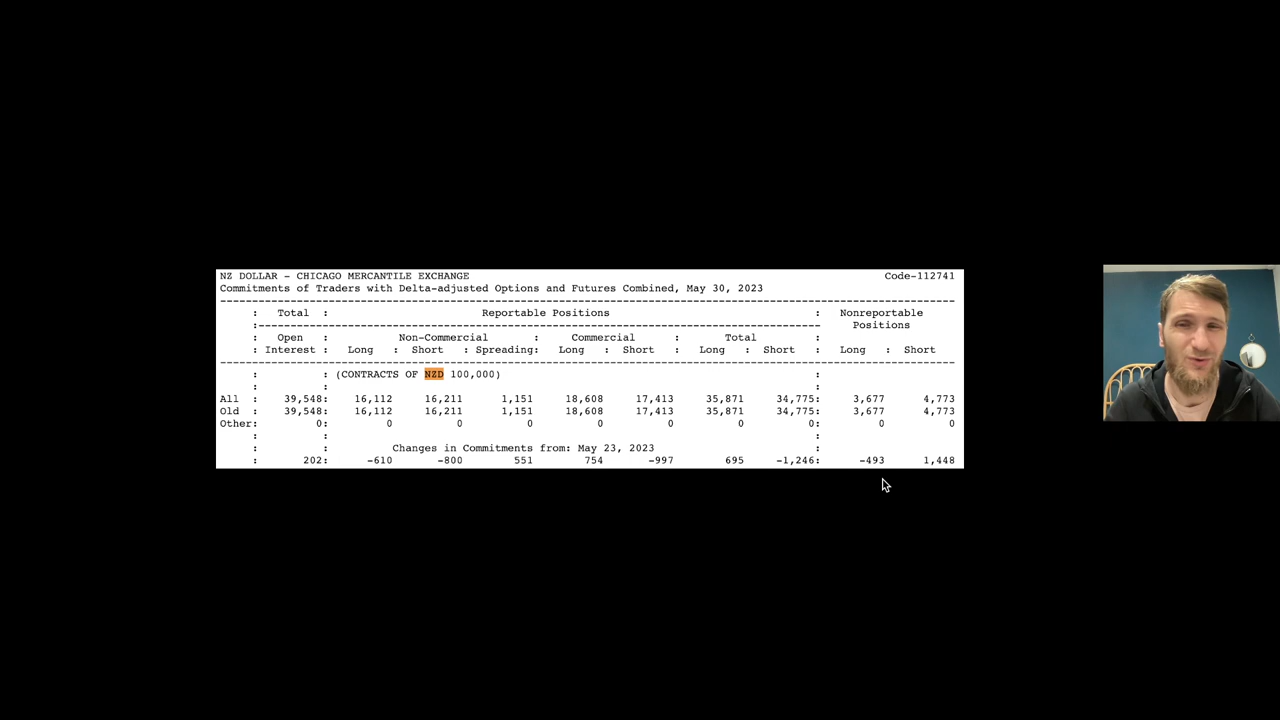 NZ DOLLAR - CHICAGO MERCANTILE EXCHANGE Code-112741
Commitments of Traders with Delta-adjusted Options and Futures Combined, May 30, 2023
--------------------------------------------------------------------------------------------------------------------
: Total : Reportable Positions : Nonreportable
:---------------------------------------------------------------------------------------- Positions
: Open : Non-Commercial : Commercial : Total :
: Interest : Long : Short : Spreading: Long : Short : Long : Short : Long : Short
--------------------------------------------------------------------------------------------------------------------
: : (CONTRACTS OF NZD 100,000) :
: : :
All : 39,548: 16,112 16,211 1,151 18,608 17,413 35,871 34,775: 3,677 4,773
Old : 39,548: 16,112 16,211 1,151 18,608 17,413 35,871 34,775: 3,677 4,773
Other: 0: 0 0 0 0 0 0 0: 0 0
: : :
: : Changes in Commitments from: May 23, 2023 :
: 202: -610 -800 551 754 -997 695 -1,246: -493 1,448